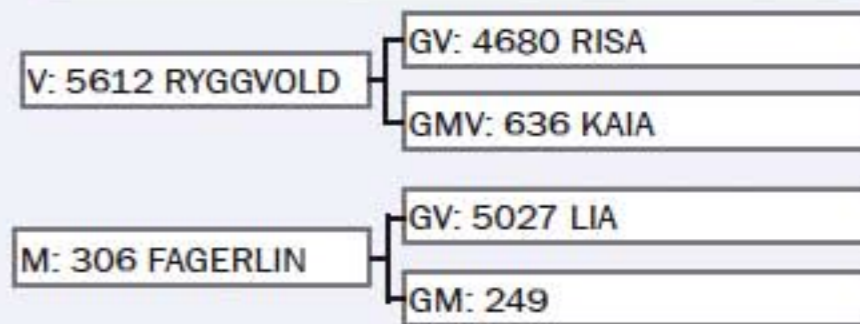 GV: 4680 RISA
V: 5612 RYGGVOLD
GMV: 636 KAIA
GV: 5027 LIA
M: 306 FAGERLIN
GM: 249